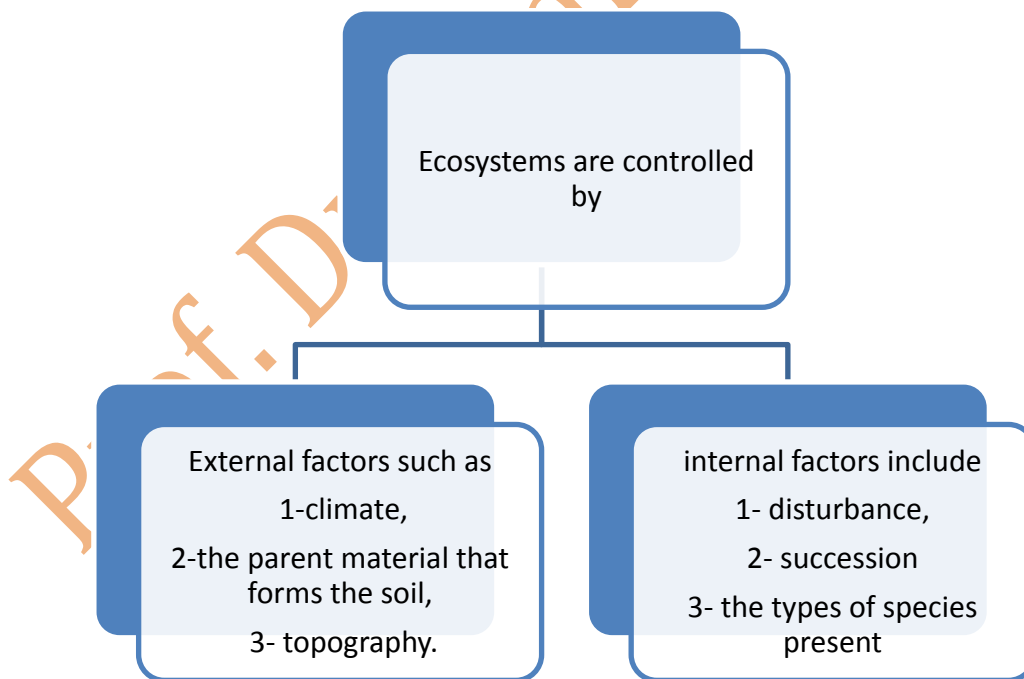 Ecosystems are controlled
by
External factors such as
1-climate,
2-the parent material that
forms the soil,
3- topography.
internal factors include
1- disturbance,
2- succession
3- the types of species
present
Prof. D